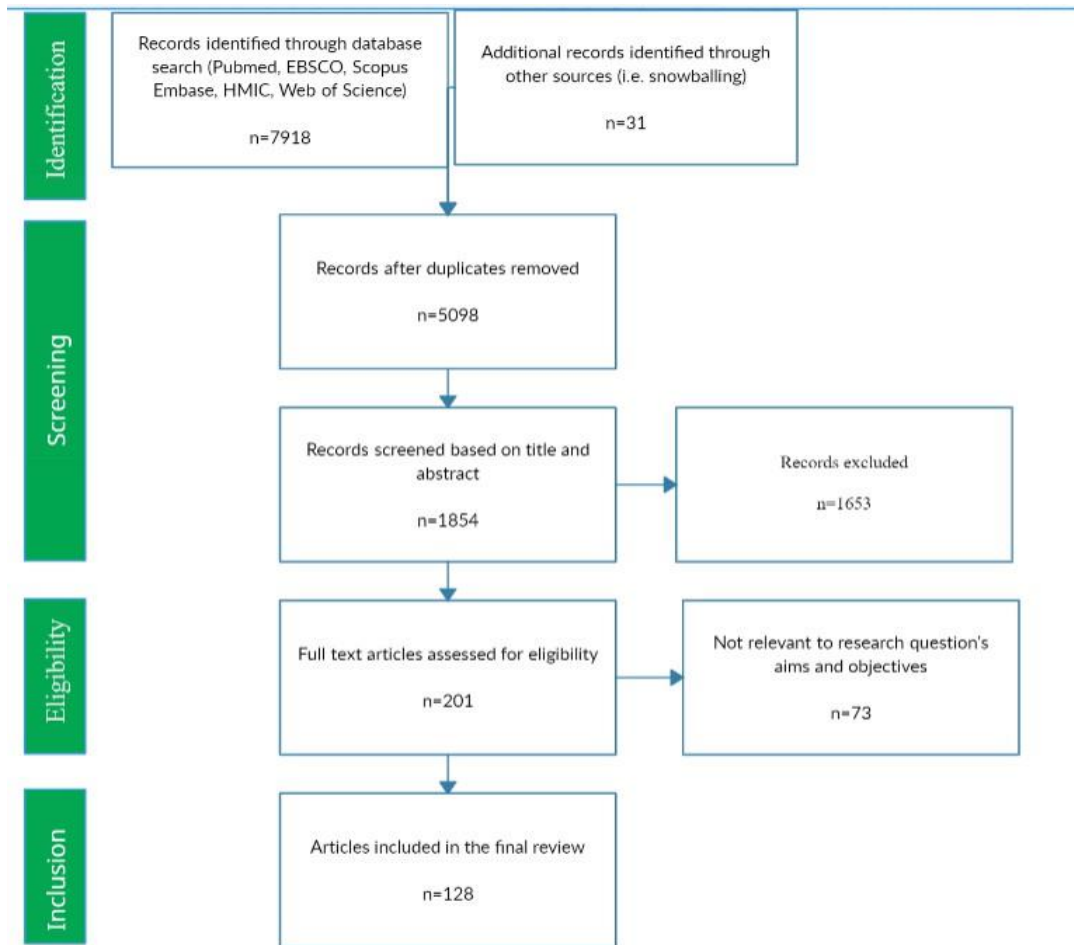 Identification
Records identified through database
search (Pubmed, EBSCO, Scopus
Embase, HMIC, Web of Science)
n=7918
Additional records identified through
other sources (i.e. snowballing)
n=31
Screening
Records after duplicates removed
n=5098
Records screened based on title and
abstract
n=1854
Records excluded
n=1653
Eligibility
Full text articles assessed for eligibility
n=201
Not relevant to research question's
aims and objectives
n=73
Inclusion
Articles included in the final review
n=128